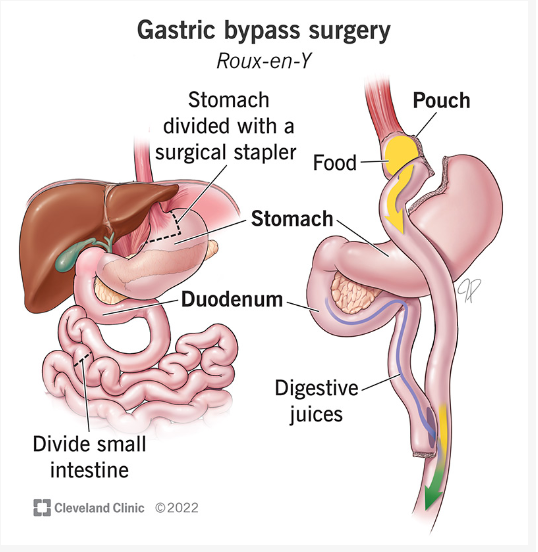 Gastric bypass surgery
Roux-en-Y
Stomach
divided with a
surgical stapler
Pouch
Food
Stomach
Duodenum
Digestive
juices
Divide small
intestine
Cleveland Clinic ©2022